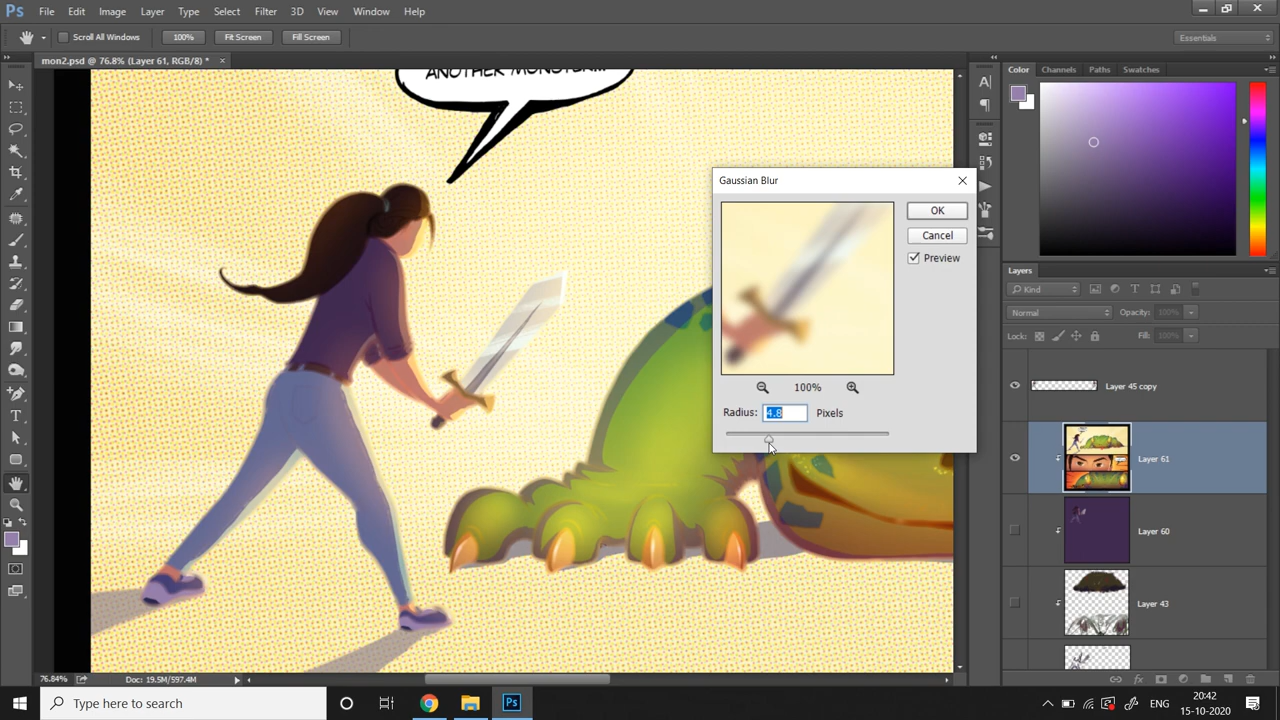 Ps File Edit Image Layer Type Select Filter 3D View Window Help
Scroll All Windows 100% Fit Screen Fill Screen Essentials
mon2.psd @ 76.8% (Layer 61, RGB/8) *
ANOTHER MONSTER...
Gaussian Blur
OK
Cancel
Preview
100%
Radius: 4.8 Pixels
Color Channels Paths Swatches
Layers
Kind
Normal Opacity: 100%
Lock: Fill: 100%
Layer 45 copy
Layer 61
Layer 60
Layer 43
76.84% Doc: 19.5M/597.4M
Type here to search
Ps
ENG
20:42
15-10-2020